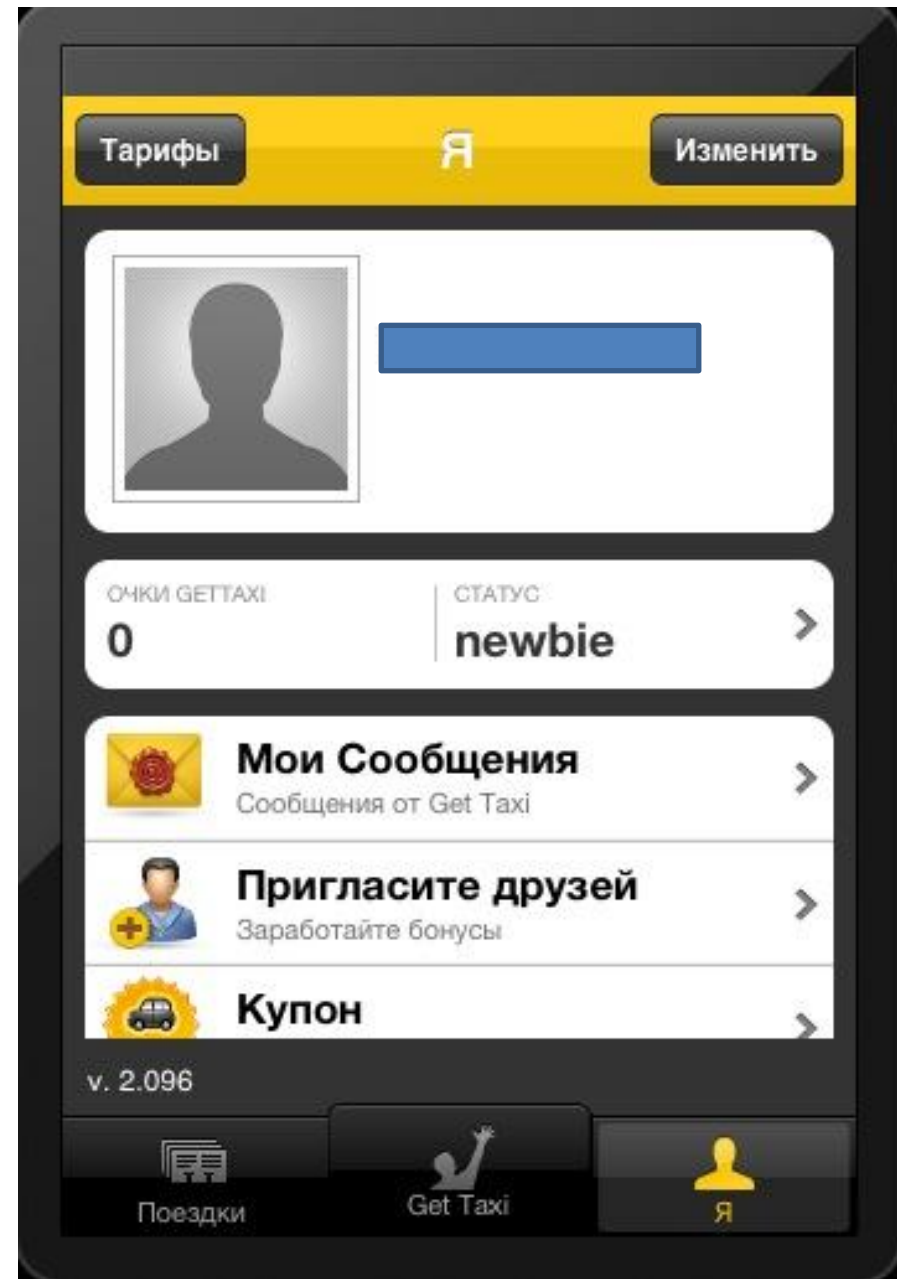 Тарифы
Я
Изменить
ОЧКИ GETTAXI
СТАТУС
0
newbie
Мои Сообщения
Сообщения от Get Taxi
Пригласите друзей
Заработайте бонусы
Купон
v. 2.096
Поездки
Get Taxi
Я